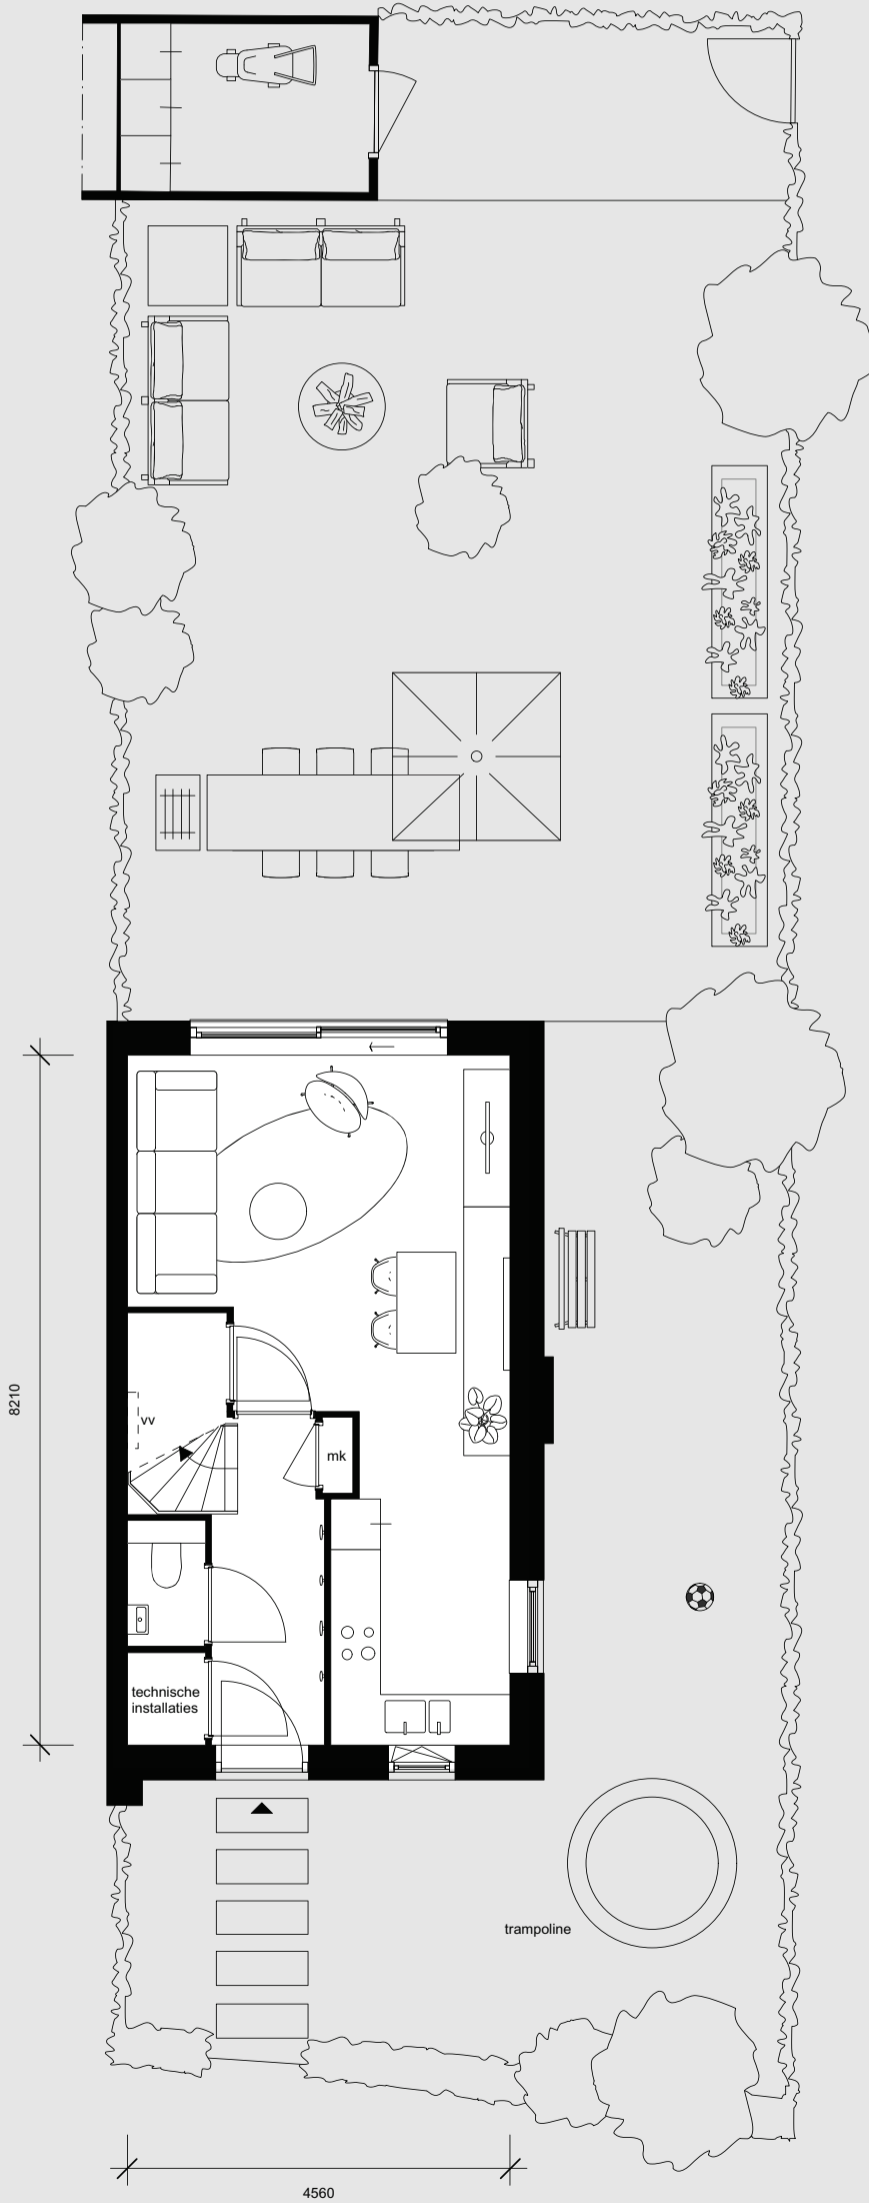 8210
vv
mk
technische
installaties
trampoline
4560